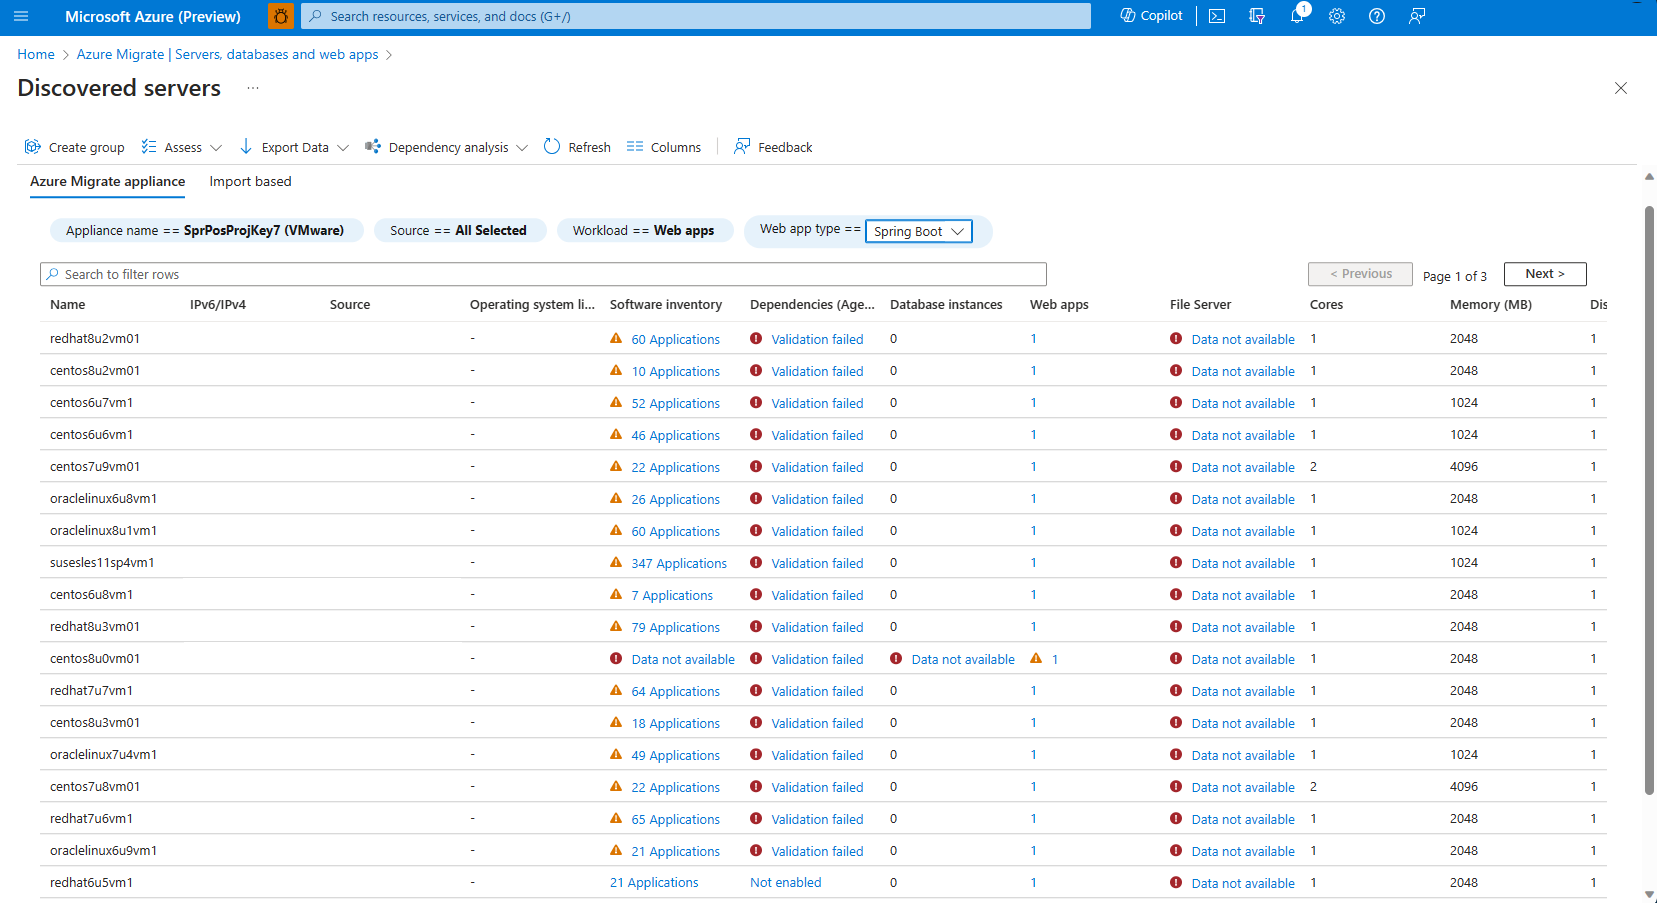 Microsoft Azure (Preview) Search resources, services, and docs (G+/) Copilot 1
Home > Azure Migrate | Servers, databases and web apps >
Discovered servers ...
Create group Assess Export Data Dependency analysis Refresh Columns Feedback
Azure Migrate appliance Import based
Appliance name == SprPosProjKey7 (VMware) Source == All Selected Workload == Web apps Web app type == Spring Boot
Search to filter rows < Previous Page 1 of 3 Next >
Name IPv6/IPv4 Source Operating system li... Software inventory Dependencies (Age... Database instances Web apps File Server Cores Memory (MB) Dis
redhat8u2vm01 - 60 Applications Validation failed 0 1 Data not available 1 2048 1
centos8u2vm01 - 10 Applications Validation failed 0 1 Data not available 1 2048 1
centos6u7vm1 - 52 Applications Validation failed 0 1 Data not available 1 1024 1
centos6u6vm1 - 46 Applications Validation failed 0 1 Data not available 1 1024 1
centos7u9vm01 - 22 Applications Validation failed 0 1 Data not available 2 4096 1
oraclelinux6u8vm1 - 26 Applications Validation failed 0 1 Data not available 1 2048 1
oraclelinux8u1vm1 - 60 Applications Validation failed 0 1 Data not available 1 1024 1
susesles11sp4vm1 - 347 Applications Validation failed 0 1 Data not available 1 1024 1
centos6u8vm1 - 7 Applications Validation failed 0 1 Data not available 1 2048 1
redhat8u3vm01 - 79 Applications Validation failed 0 1 Data not available 1 2048 1
centos8u0vm01 - Data not available Validation failed Data not available 1 Data not available 1 2048 1
redhat7u7vm1 - 64 Applications Validation failed 0 1 Data not available 1 2048 1
centos8u3vm01 - 18 Applications Validation failed 0 1 Data not available 1 2048 1
oraclelinux7u4vm1 - 49 Applications Validation failed 0 1 Data not available 1 1024 1
centos7u8vm01 - 22 Applications Validation failed 0 1 Data not available 2 4096 1
redhat7u6vm1 - 65 Applications Validation failed 0 1 Data not available 1 2048 1
oraclelinux6u9vm1 - 21 Applications Validation failed 0 1 Data not available 1 2048 1
redhat6u5vm1 - 21 Applications Not enabled 0 1 Data not available 1 2048 1